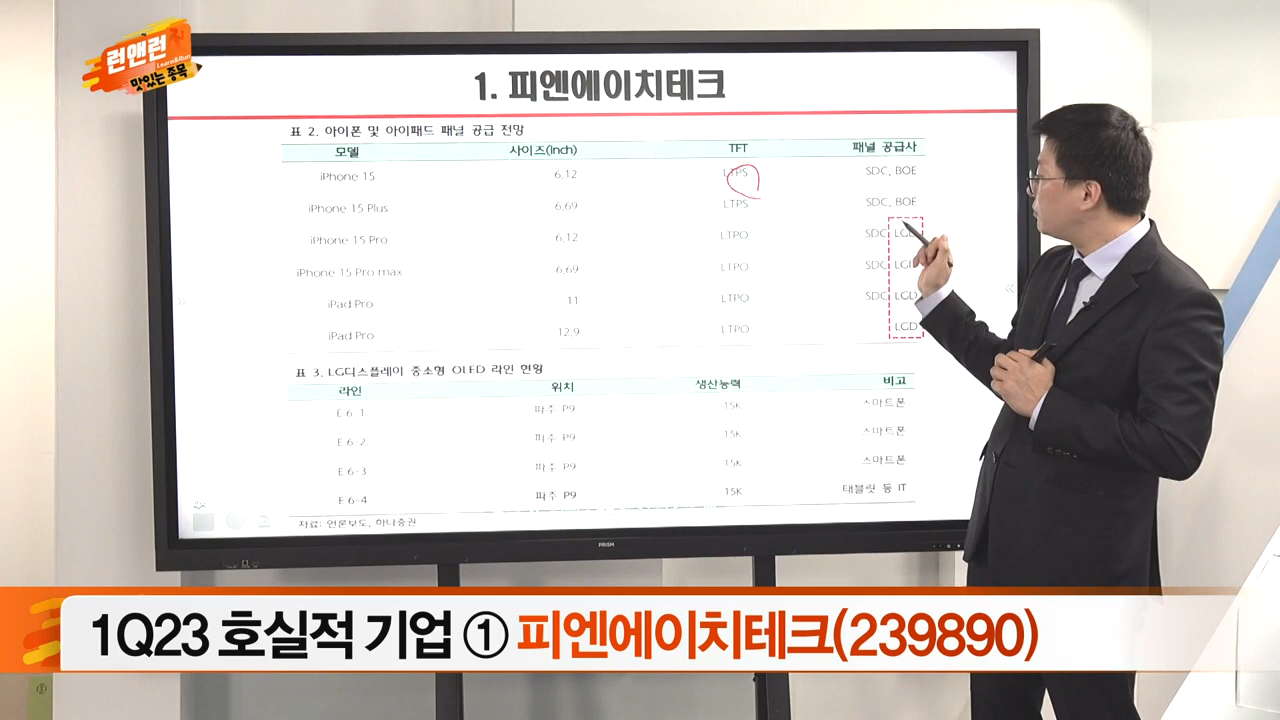 런앤런
Learn&Run
맛있는 종목
1. 피엔에이치테크
표 2. 아이폰 및 아이패드 패널 공급 전망
모델 사이즈(inch) TFT 패널 공급사
iPhone 15 6.12 LTPS SDC, BOE
iPhone 15 Plus 6.69 LTPS SDC, BOE
iPhone 15 Pro 6.12 LTPO SDC, LGD
iPhone 15 Pro max 6.69 LTPO SDC, LGD
iPad Pro 11 LTPO SDC, LGD
iPad Pro 12.9 LTPO LGD
표 3. LG디스플레이 중소형 OLED 라인 현황
라인 위치 생산능력 비고
E6-1 파주 P9 15K 스마트폰
E6-2 파주 P9 15K 스마트폰
E6-3 파주 P9 15K 스마트폰
E6-4 파주 P9 15K 태블릿 등 IT
자료: 언론보도, 하나증권
PRISM
1Q23 호실적 기업 ① 피엔에이치테크(239890)